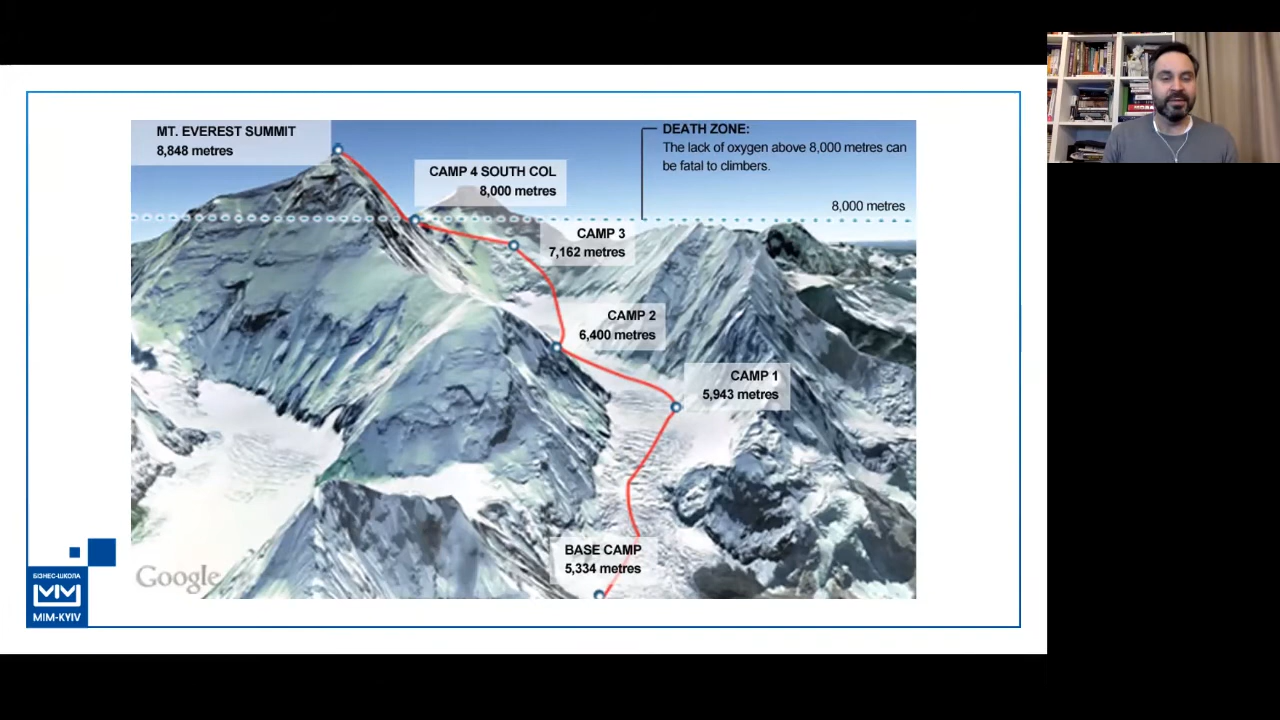 MT. EVEREST SUMMIT
8,848 metres
DEATH ZONE:
The lack of oxygen above 8,000 metres can
be fatal to climbers.
CAMP 4 SOUTH COL
8,000 metres
8,000 metres
CAMP 3
7,162 metres
CAMP 2
6,400 metres
CAMP 1
5,943 metres
BASE CAMP
5,334 metres
Google
БІЗНЕС-ШКОЛА
MIM-KYIV